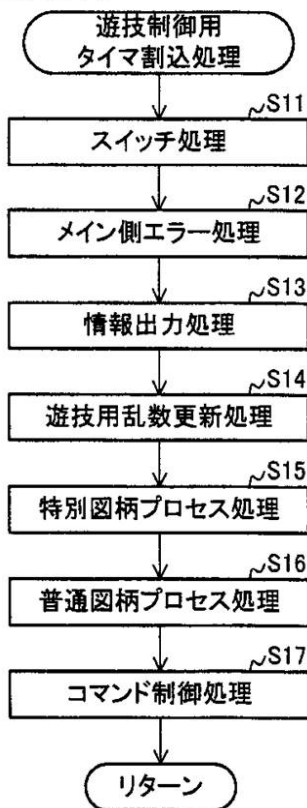 遊技制御用
タイマ割込処理
S11
スイッチ処理
S12
メイン側エラー処理
S13
情報出力処理
S14
遊技用乱数更新処理
S15
特別図柄プロセス処理
S16
普通図柄プロセス処理
S17
コマンド制御処理
リターン